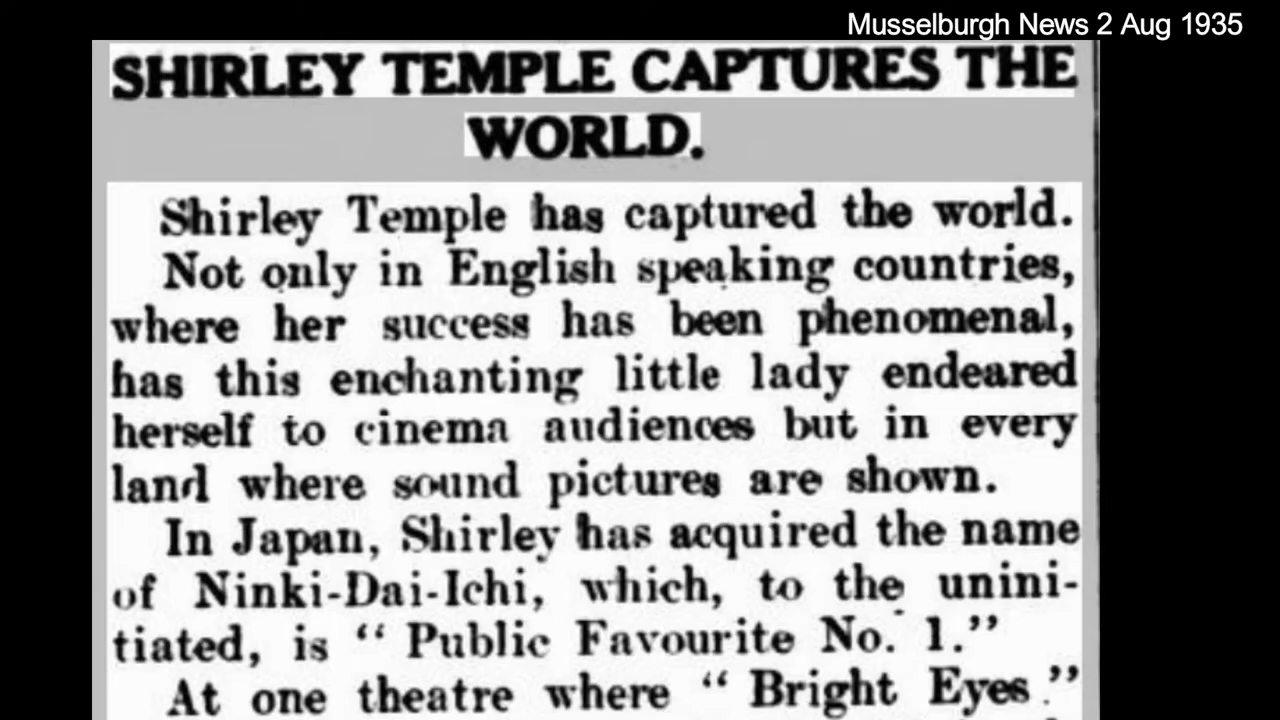 Musselburgh News 2 Aug 1935
SHIRLEY TEMPLE CAPTURES THE
WORLD.
Shirley Temple has captured the world.
Not only in English speaking countries,
where her success has been phenomenal,
has this enchanting little lady endeared
herself to cinema audiences but in every
land where sound pictures are shown.
In Japan, Shirley has acquired the name
of Ninki-Dai-Ichi, which, to the unini-
tiated, is “ Public Favourite No. 1.”
At one theatre where “ Bright Eyes ”